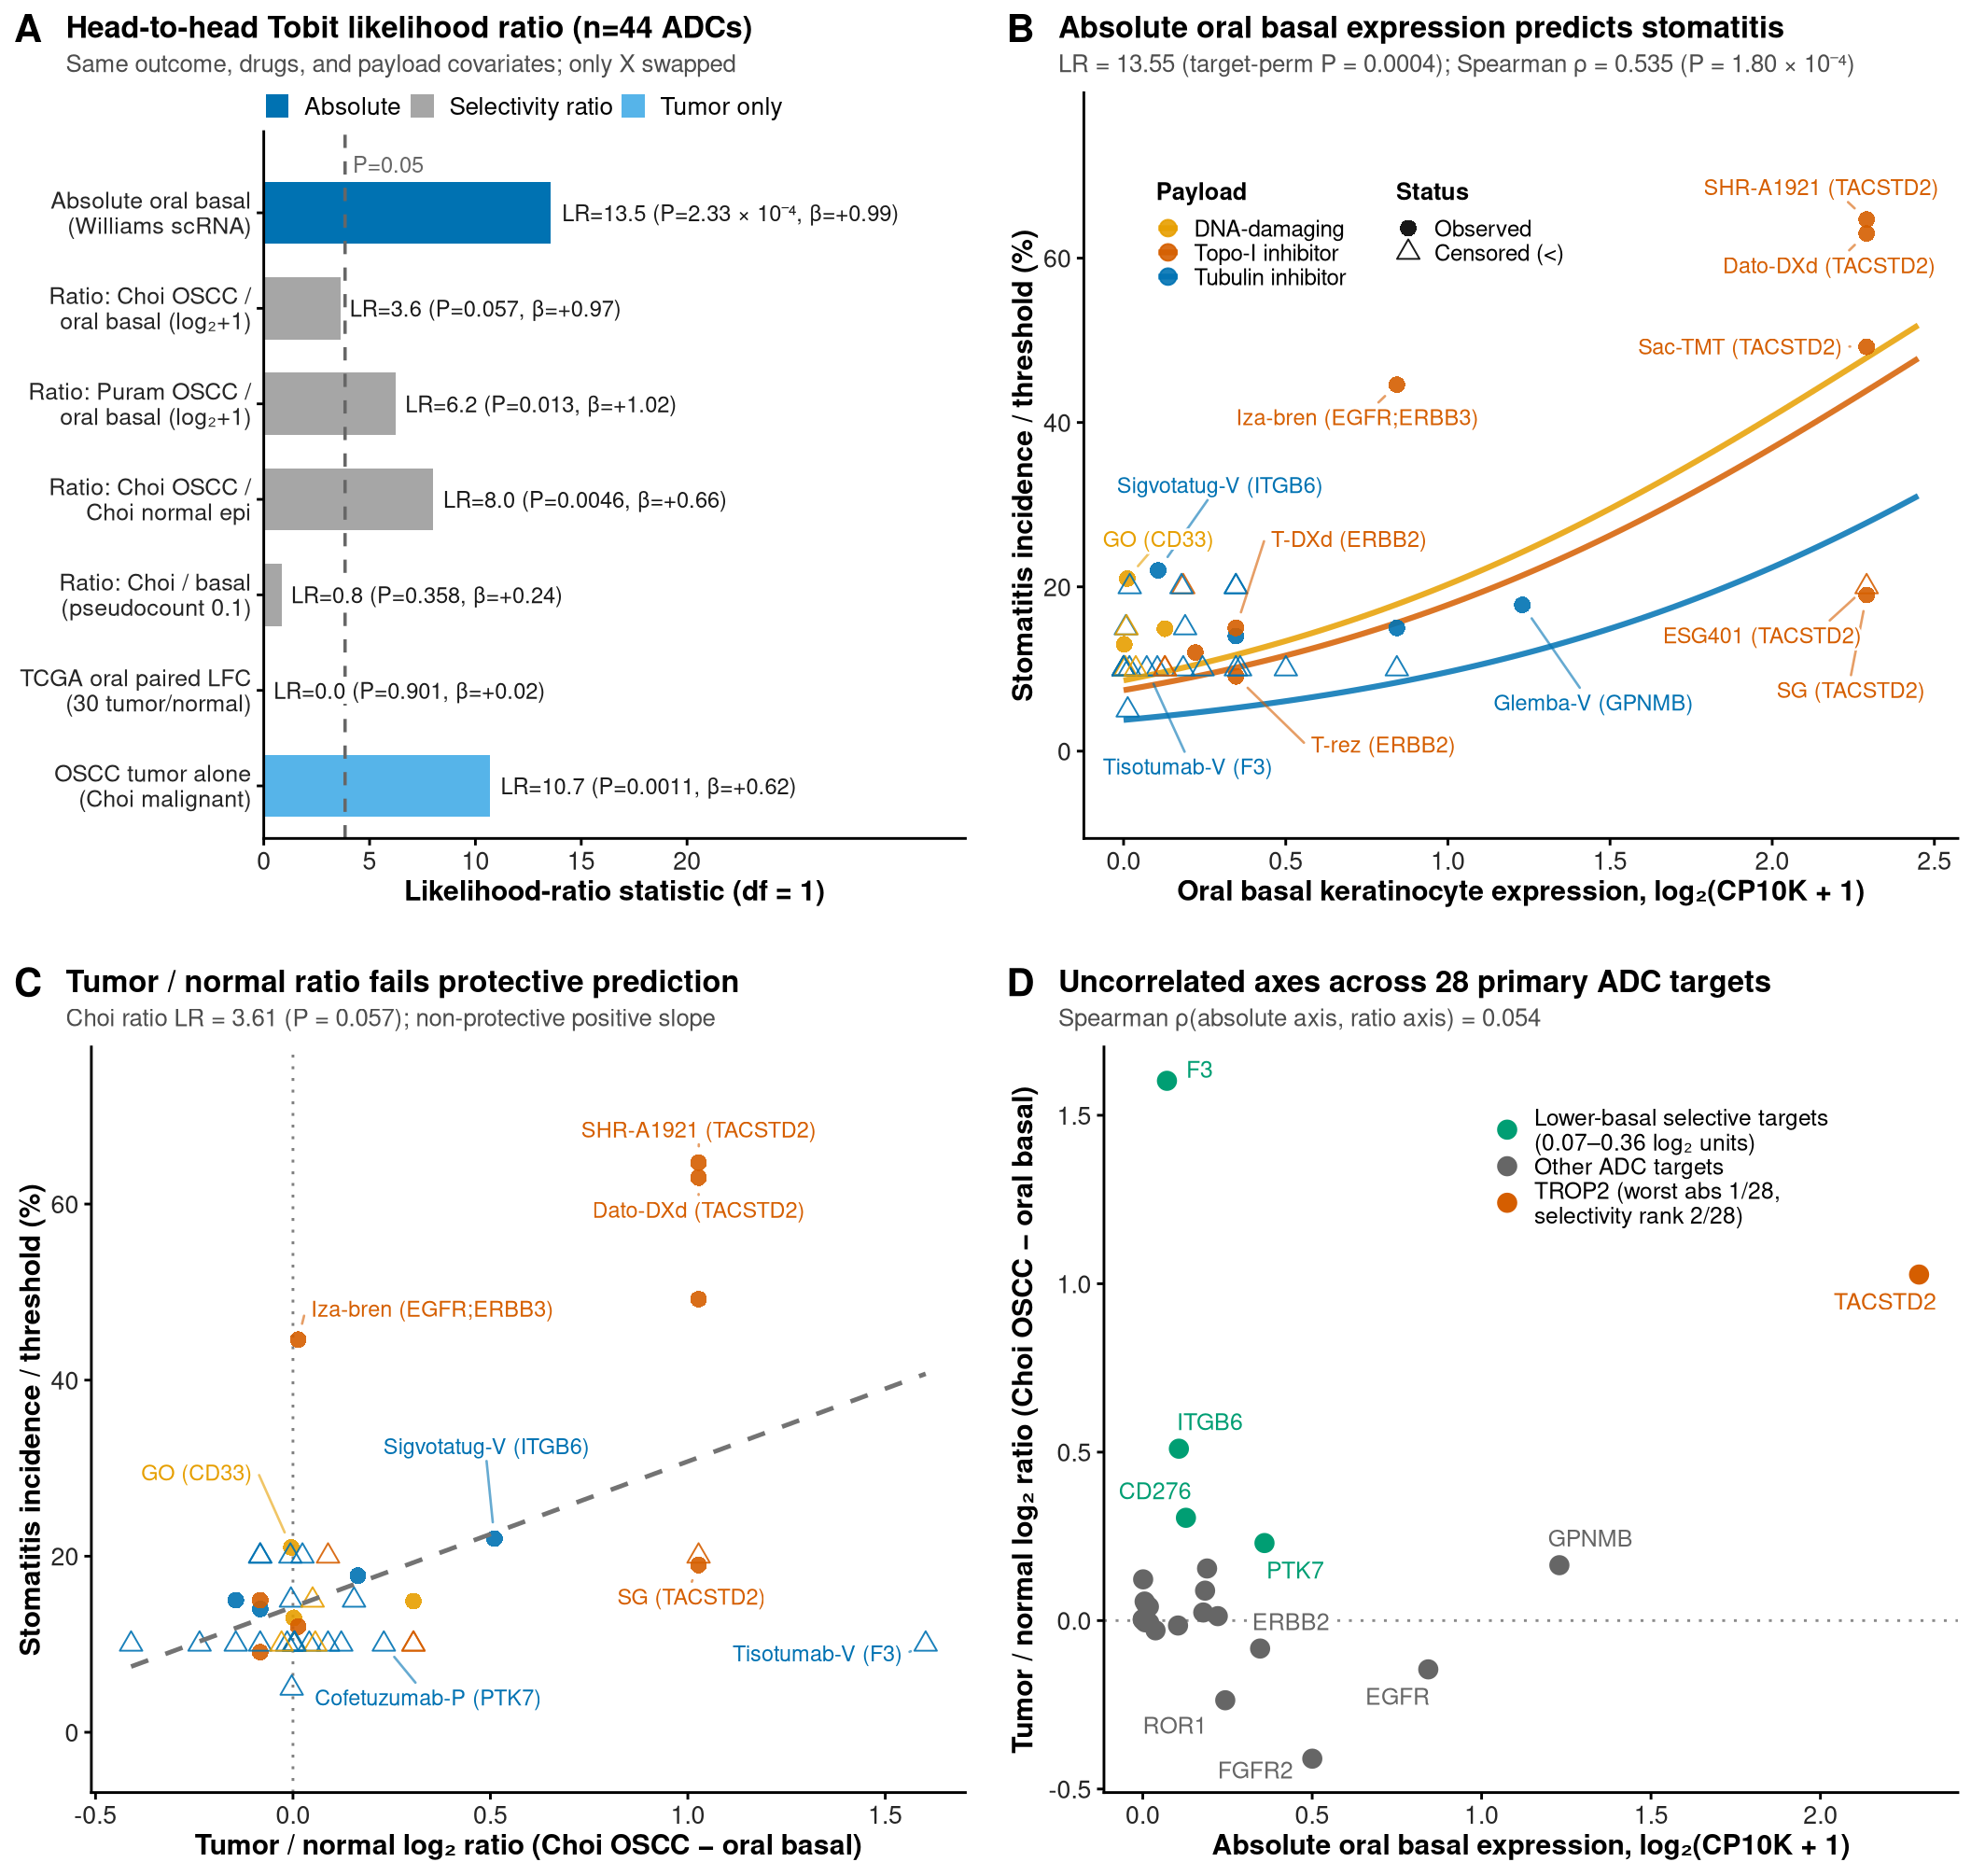 A
Head-to-head Tobit likelihood ratio (n=44 ADCs)
Same outcome, drugs, and payload covariates; only X swapped
Absolute
Selectivity ratio
Tumor only
P=0.05
Absolute oral basal
(Williams scRNA)
LR=13.5 (P=2.33 × 10⁻⁴, β=+0.99)
Ratio: Choi OSCC /
oral basal (log₂+1)
LR=3.6 (P=0.057, β=+0.97)
Ratio: Puram OSCC /
oral basal (log₂+1)
LR=6.2 (P=0.013, β=+1.02)
Ratio: Choi OSCC /
Choi normal epi
LR=8.0 (P=0.0046, β=+0.66)
Ratio: Choi / basal
(pseudocount 0.1)
LR=0.8 (P=0.358, β=+0.24)
TCGA oral paired LFC
(30 tumor/normal)
LR=0.0 (P=0.901, β=+0.02)
OSCC tumor alone
(Choi malignant)
LR=10.7 (P=0.0011, β=+0.62)
0
5
10
15
20
Likelihood-ratio statistic (df = 1)
B
Absolute oral basal expression predicts stomatitis
LR = 13.55 (target-perm P = 0.0004); Spearman ρ = 0.535 (P = 1.80 × 10⁻⁴)
Payload
DNA-damaging
Topo-I inhibitor
Tubulin inhibitor
Status
Observed
Censored (<)
SHR-A1921 (TACSTD2)
Dato-DXd (TACSTD2)
Sac-TMT (TACSTD2)
Iza-bren (EGFR;ERBB3)
Sigvotatug-V (ITGB6)
GO (CD33)
T-DXd (ERBB2)
ESG401 (TACSTD2)
SG (TACSTD2)
Glemba-V (GPNMB)
T-rez (ERBB2)
Tisotumab-V (F3)
Stomatitis incidence / threshold (%)
60
40
20
0
0.0
0.5
1.0
1.5
2.0
2.5
Oral basal keratinocyte expression, log₂(CP10K + 1)
C
Tumor / normal ratio fails protective prediction
Choi ratio LR = 3.61 (P = 0.057); non-protective positive slope
SHR-A1921 (TACSTD2)
Dato-DXd (TACSTD2)
Iza-bren (EGFR;ERBB3)
Sigvotatug-V (ITGB6)
GO (CD33)
SG (TACSTD2)
Tisotumab-V (F3)
Cofetuzumab-P (PTK7)
Stomatitis incidence / threshold (%)
60
40
20
0
-0.5
0.0
0.5
1.0
1.5
Tumor / normal log₂ ratio (Choi OSCC − oral basal)
D
Uncorrelated axes across 28 primary ADC targets
Spearman ρ(absolute axis, ratio axis) = 0.054
F3
Lower-basal selective targets
(0.07–0.36 log₂ units)
Other ADC targets
TROP2 (worst abs 1/28,
selectivity rank 2/28)
TACSTD2
ITGB6
CD276
PTK7
GPNMB
ERBB2
EGFR
ROR1
FGFR2
Tumor / normal log₂ ratio (Choi OSCC − oral basal)
1.5
1.0
0.5
0.0
-0.5
0.0
0.5
1.0
1.5
2.0
Absolute oral basal expression, log₂(CP10K + 1)